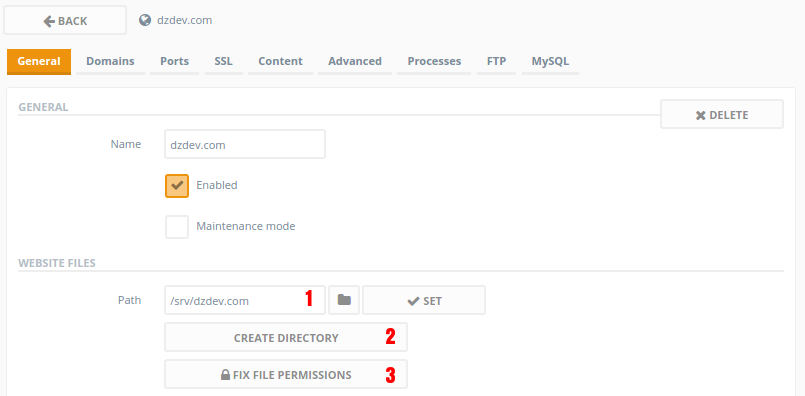 BACK dzdev.com
General Domains Ports SSL Content Advanced Processes FTP MySQL
GENERAL
DELETE
Name dzdev.com
Enabled
Maintenance mode
WEBSITE FILES
Path /srv/dzdev.com 1 SET
CREATE DIRECTORY 2
FIX FILE PERMISSIONS 3